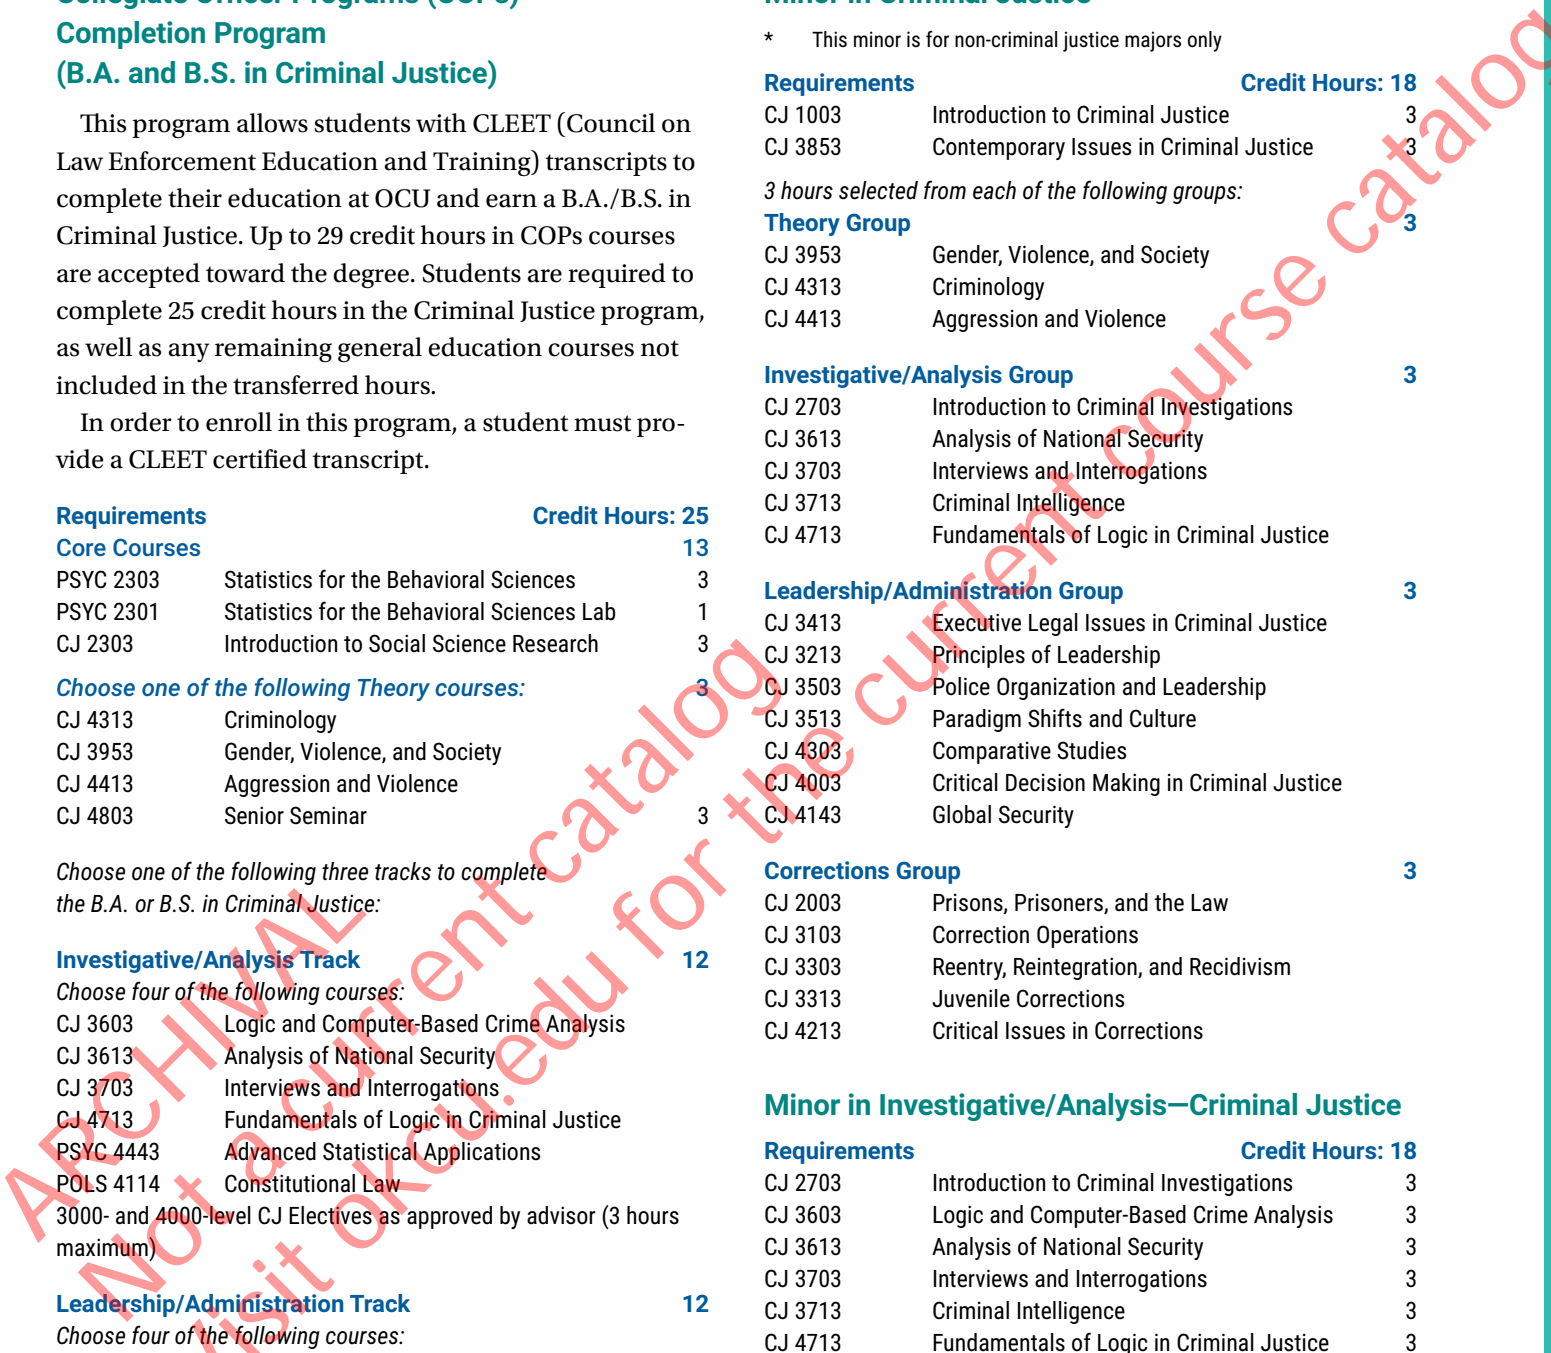 Collegiate Officer Programs (COPs)
Completion Program
(B.A. and B.S. in Criminal Justice)
This program allows students with CLEET (Council on
Law Enforcement Education and Training) transcripts to
complete their education at OCU and earn a B.A./B.S. in
Criminal Justice. Up to 29 credit hours in COPs courses
are accepted toward the degree. Students are required to
complete 25 credit hours in the Criminal Justice program,
as well as any remaining general education courses not
included in the transferred hours.
In order to enroll in this program, a student must pro-
vide a CLEET certified transcript.
Requirements Credit Hours: 25
Core Courses 13
PSYC 2303 Statistics for the Behavioral Sciences 3
PSYC 2301 Statistics for the Behavioral Sciences Lab 1
CJ 2303 Introduction to Social Science Research 3
Choose one of the following Theory courses: 3
CJ 4313 Criminology
CJ 3953 Gender, Violence, and Society
CJ 4413 Aggression and Violence
CJ 4803 Senior Seminar 3
Choose one of the following three tracks to complete
the B.A. or B.S. in Criminal Justice:
Investigative/Analysis Track 12
Choose four of the following courses:
CJ 3603 Logic and Computer-Based Crime Analysis
CJ 3613 Analysis of National Security
CJ 3703 Interviews and Interrogations
CJ 4713 Fundamentals of Logic in Criminal Justice
PSYC 4443 Advanced Statistical Applications
POLS 4114 Constitutional Law
3000- and 4000-level CJ Electives as approved by advisor (3 hours
maximum)
Leadership/Administration Track 12
Choose four of the following courses:
Minor in Criminal Justice
* This minor is for non-criminal justice majors only
Requirements Credit Hours: 18
CJ 1003 Introduction to Criminal Justice 3
CJ 3853 Contemporary Issues in Criminal Justice 3
3 hours selected from each of the following groups:
Theory Group 3
CJ 3953 Gender, Violence, and Society
CJ 4313 Criminology
CJ 4413 Aggression and Violence
Investigative/Analysis Group 3
CJ 2703 Introduction to Criminal Investigations
CJ 3613 Analysis of National Security
CJ 3703 Interviews and Interrogations
CJ 3713 Criminal Intelligence
CJ 4713 Fundamentals of Logic in Criminal Justice
Leadership/Administration Group 3
CJ 3413 Executive Legal Issues in Criminal Justice
CJ 3213 Principles of Leadership
CJ 3503 Police Organization and Leadership
CJ 3513 Paradigm Shifts and Culture
CJ 4303 Comparative Studies
CJ 4003 Critical Decision Making in Criminal Justice
CJ 4143 Global Security
Corrections Group 3
CJ 2003 Prisons, Prisoners, and the Law
CJ 3103 Correction Operations
CJ 3303 Reentry, Reintegration, and Recidivism
CJ 3313 Juvenile Corrections
CJ 4213 Critical Issues in Corrections
Minor in Investigative/Analysis—Criminal Justice
Requirements Credit Hours: 18
CJ 2703 Introduction to Criminal Investigations 3
CJ 3603 Logic and Computer-Based Crime Analysis 3
CJ 3613 Analysis of National Security 3
CJ 3703 Interviews and Interrogations 3
CJ 3713 Criminal Intelligence 3
CJ 4713 Fundamentals of Logic in Criminal Justice 3
ARCHIVAL
Not a current catalog
Visit okcu.edu for the current course catalog